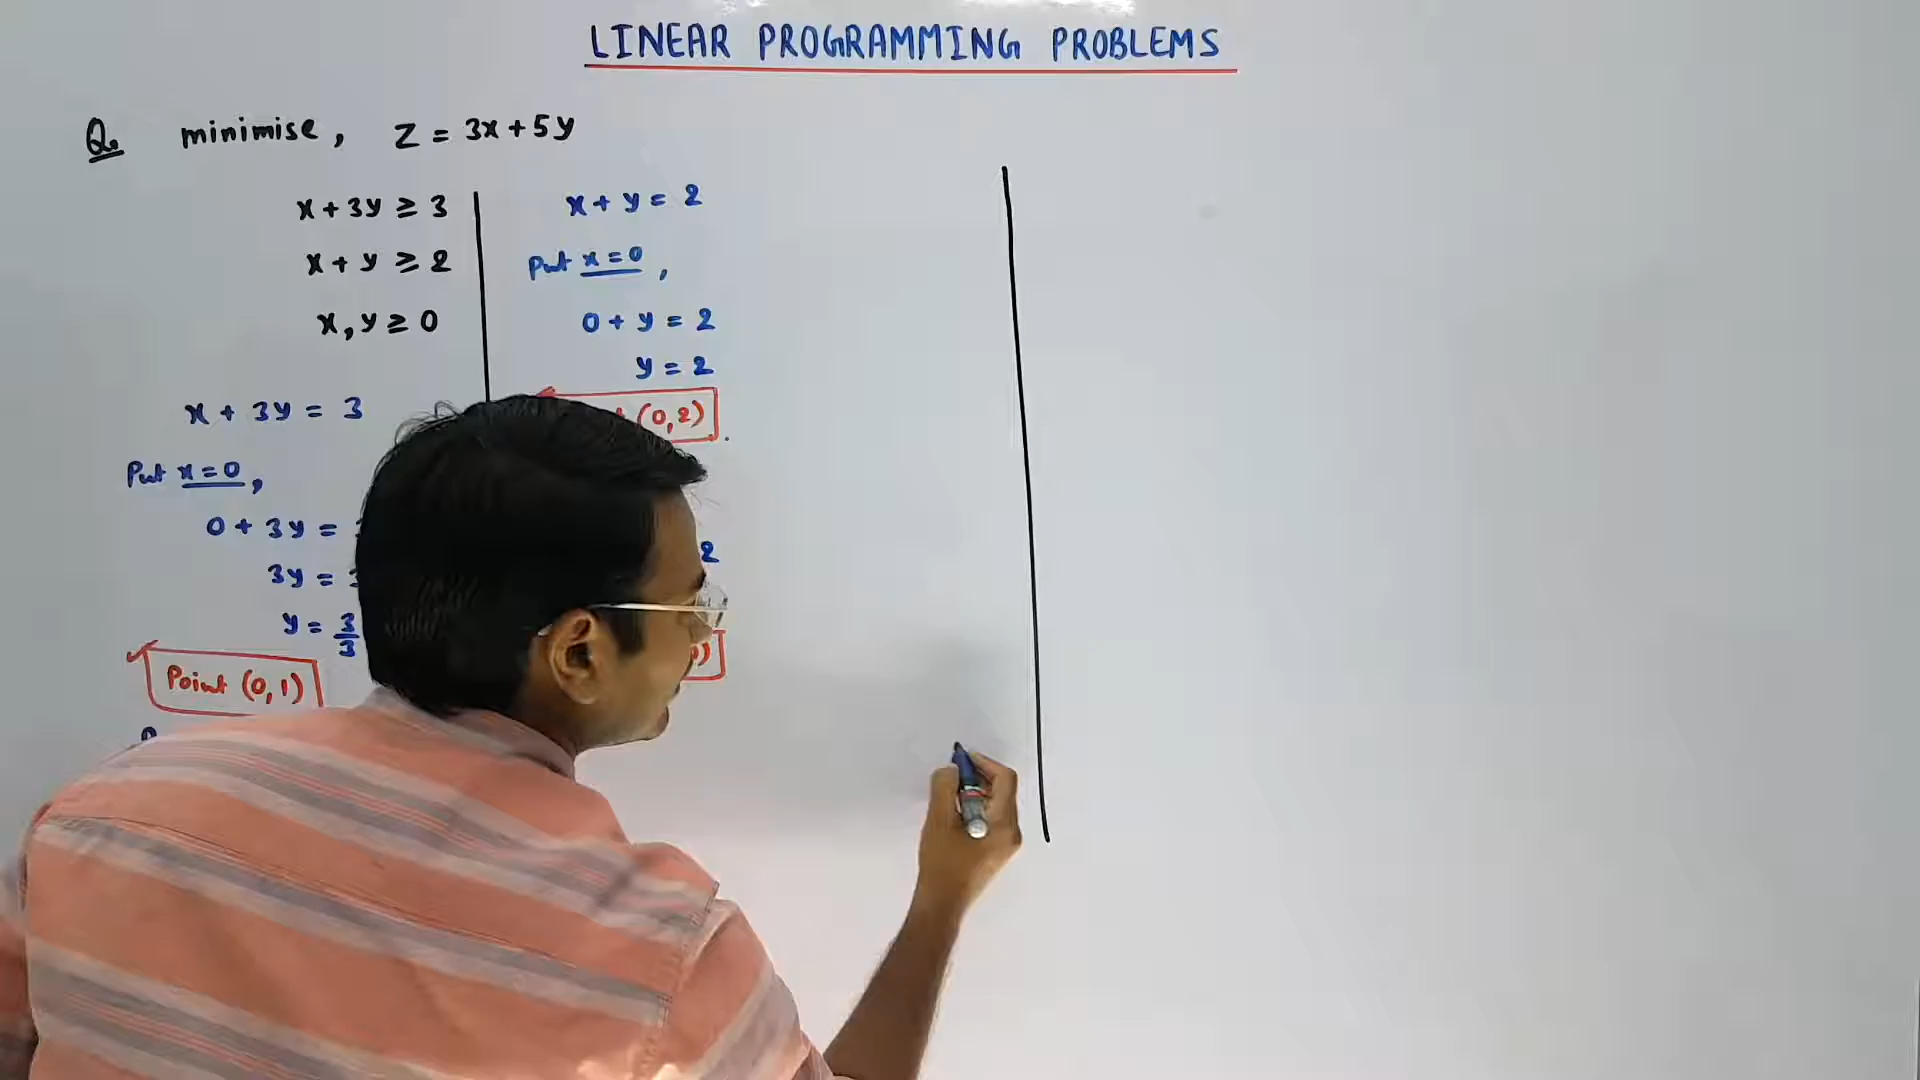 LINEAR PROGRAMMING PROBLEMS
Q. minimise, Z = 3x + 5y
x + 3y ≥ 3
x + y ≥ 2
x, y ≥ 0
x + 3y = 3
Put x = 0,
0 + 3y =
3y =
y = 3/3
Point (0, 1)
x + y = 2
Put x = 0,
0 + y = 2
y = 2
(0, 2)
2